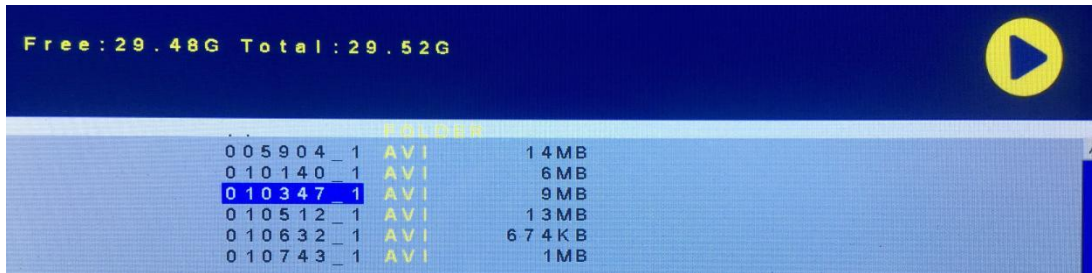 Free:29.48G Total:29.52G
.. FOLDER
005904_1 AVI 14MB
010140_1 AVI 6MB
010347_1 AVI 9MB
010512_1 AVI 13MB
010632_1 AVI 674KB
010743_1 AVI 1MB